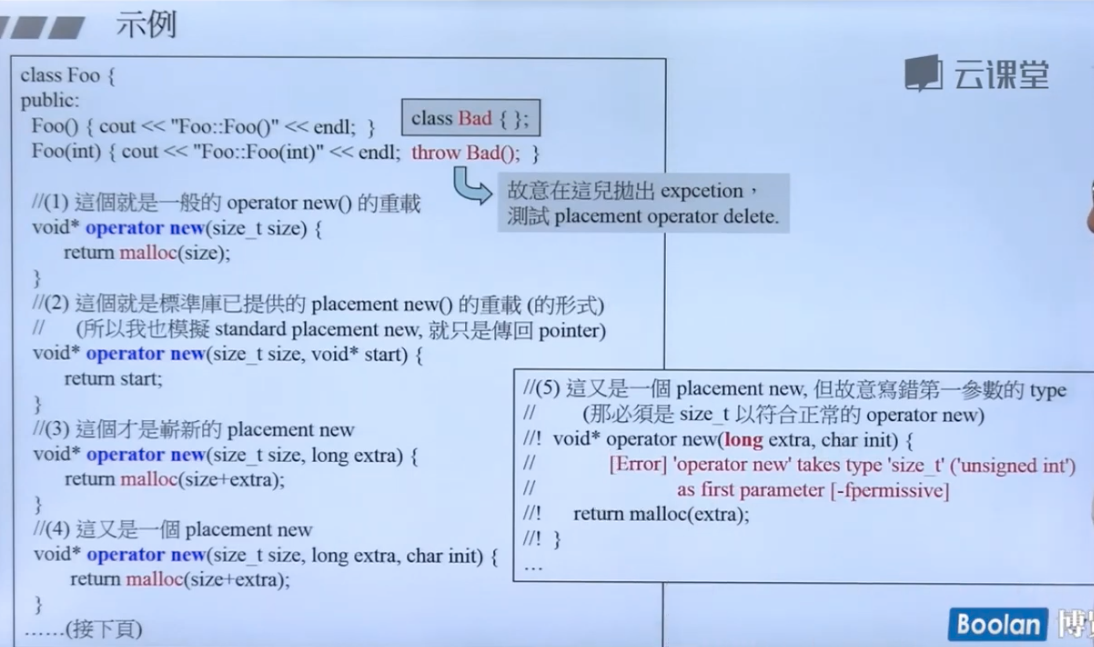 示例
云课堂
class Foo {
public:
Foo() { cout << "Foo::Foo()" << endl; }
class Bad { };
Foo(int) { cout << "Foo::Foo(int)" << endl; throw Bad(); }
故意在這兒拋出 expcetion，
測試 placement operator delete.
//(1) 這個就是一般的 operator new() 的重載
void* operator new(size_t size) {
return malloc(size);
}
//(2) 這個就是標準庫已提供的 placement new() 的重載 (的形式)
// (所以我也模擬 standard placement new, 就只是傳回 pointer)
void* operator new(size_t size, void* start) {
return start;
}
//(3) 這個才是嶄新的 placement new
void* operator new(size_t size, long extra) {
return malloc(size+extra);
}
//(4) 這又是一個 placement new
void* operator new(size_t size, long extra, char init) {
return malloc(size+extra);
}
......(接下頁)
//(5) 這又是一個 placement new, 但故意寫錯第一參數的 type
// (那必須是 size_t 以符合正常的 operator new)
//! void* operator new(long extra, char init) {
// [Error] 'operator new' takes type 'size_t' ('unsigned int')
// as first parameter [-fpermissive]
//! return malloc(extra);
//! }
...
Boolan 博